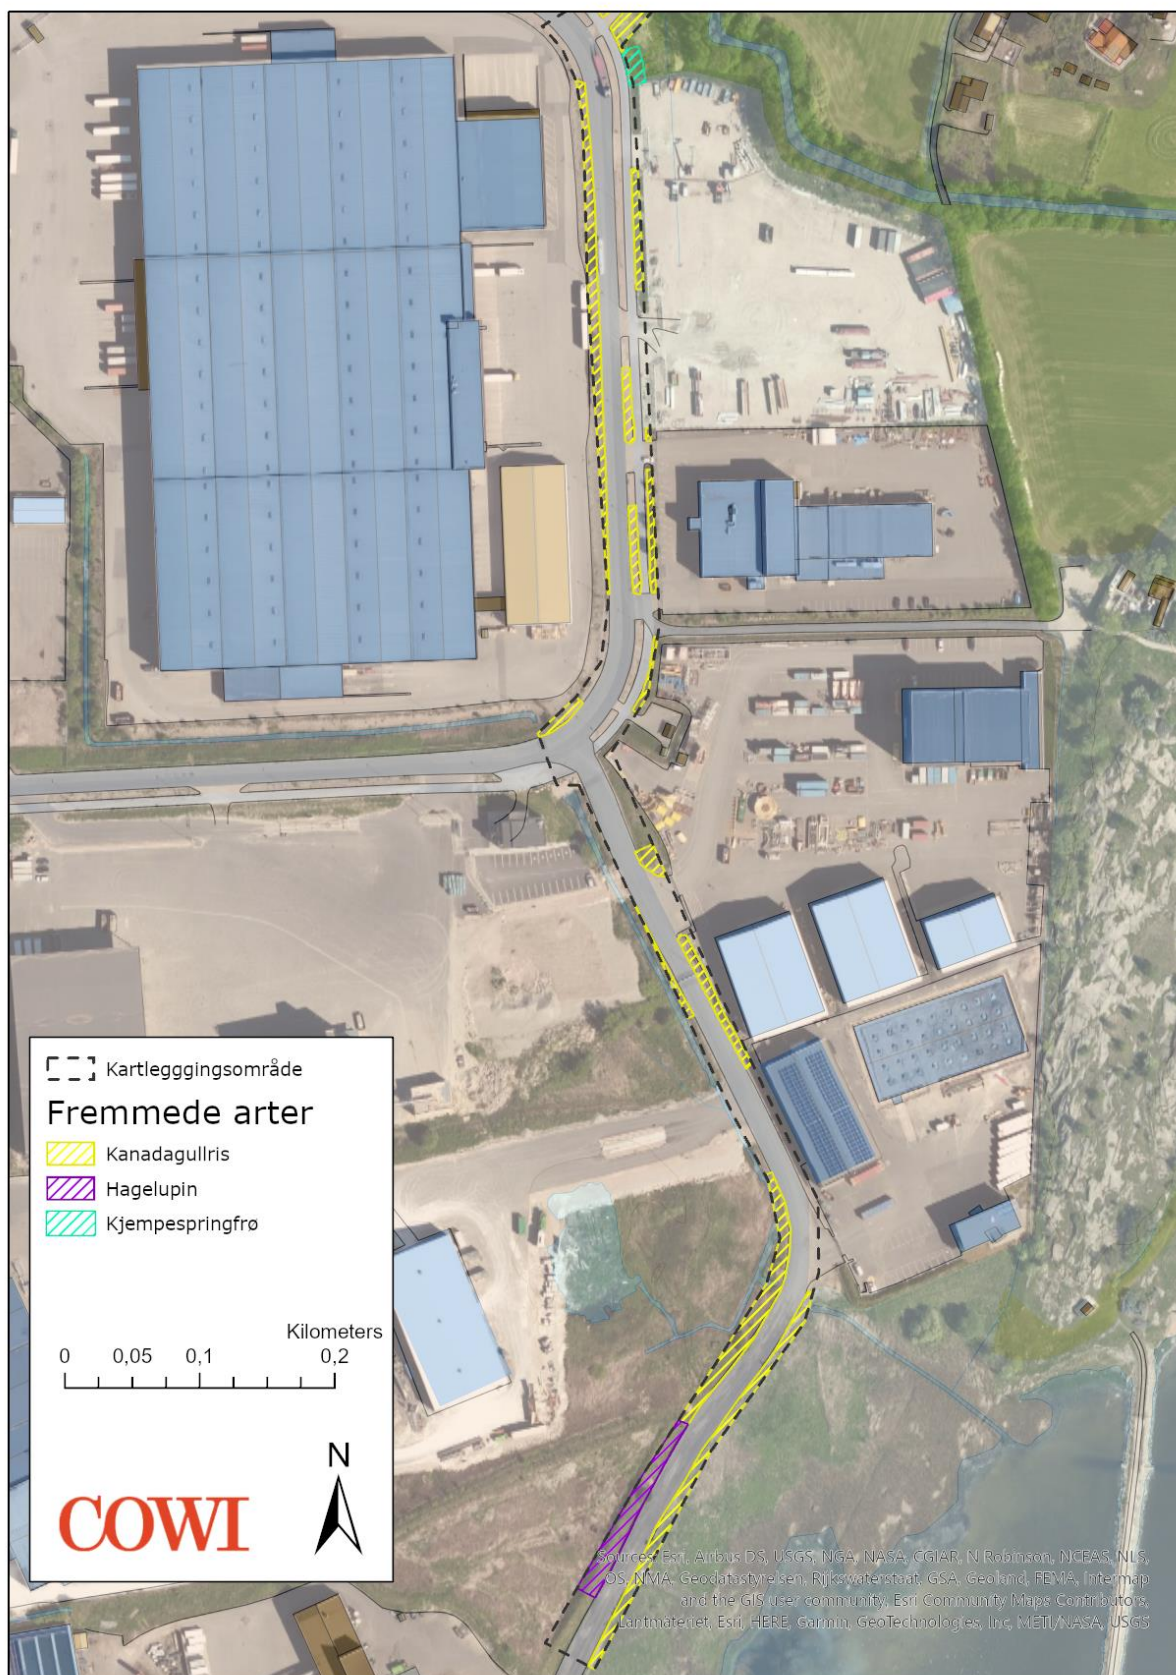 Kartlegggingsområde
Fremmede arter
Kanadagullris
Hagelupin
Kjempespringfrø
Kilometers
0 0,05 0,1 0,2
N
COWI
Sources: Esri, Airbus DS, USGS, NGA, NASA, CGIAR, N Robinson, NCEAS, NLS,
OS, NMA, Geodatastyrelsen, Rijkswaterstaat, GSA, Geoland, FEMA, Intermap
and the GIS user community, Esri Community Maps Contributors,
Lantmäteriet, Esri, HERE, Garmin, GeoTechnologies, Inc, METI/NASA, USGS